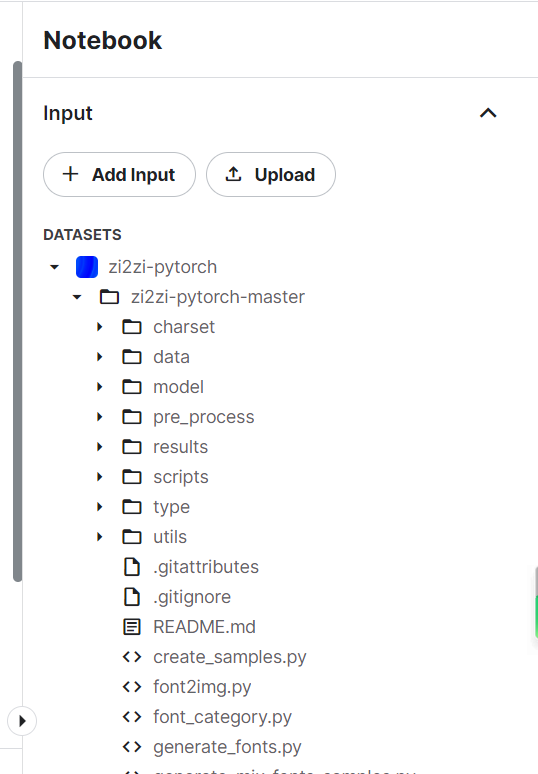 Notebook
Input
Add Input
Upload
DATASETS
zi2zi-pytorch
zi2zi-pytorch-master
charset
data
model
pre_process
results
scripts
type
utils
.gitattributes
.gitignore
README.md
create_samples.py
font2img.py
font_category.py
generate_fonts.py